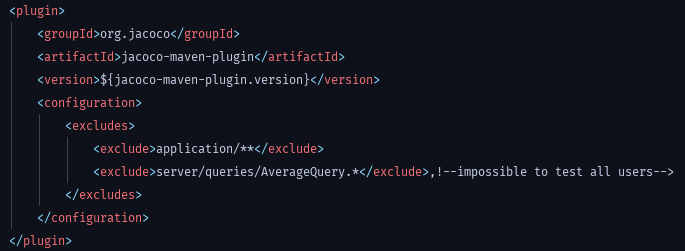 <plugin>
<groupId>org.jacoco</groupId>
<artifactId>jacoco-maven-plugin</artifactId>
<version>${jacoco-maven-plugin.version}</version>
<configuration>
<excludes>
<exclude>application/**</exclude>
<exclude>server/queries/AverageQuery.*</exclude>,!--impossible to test all users-->
</excludes>
</configuration>
</plugin>